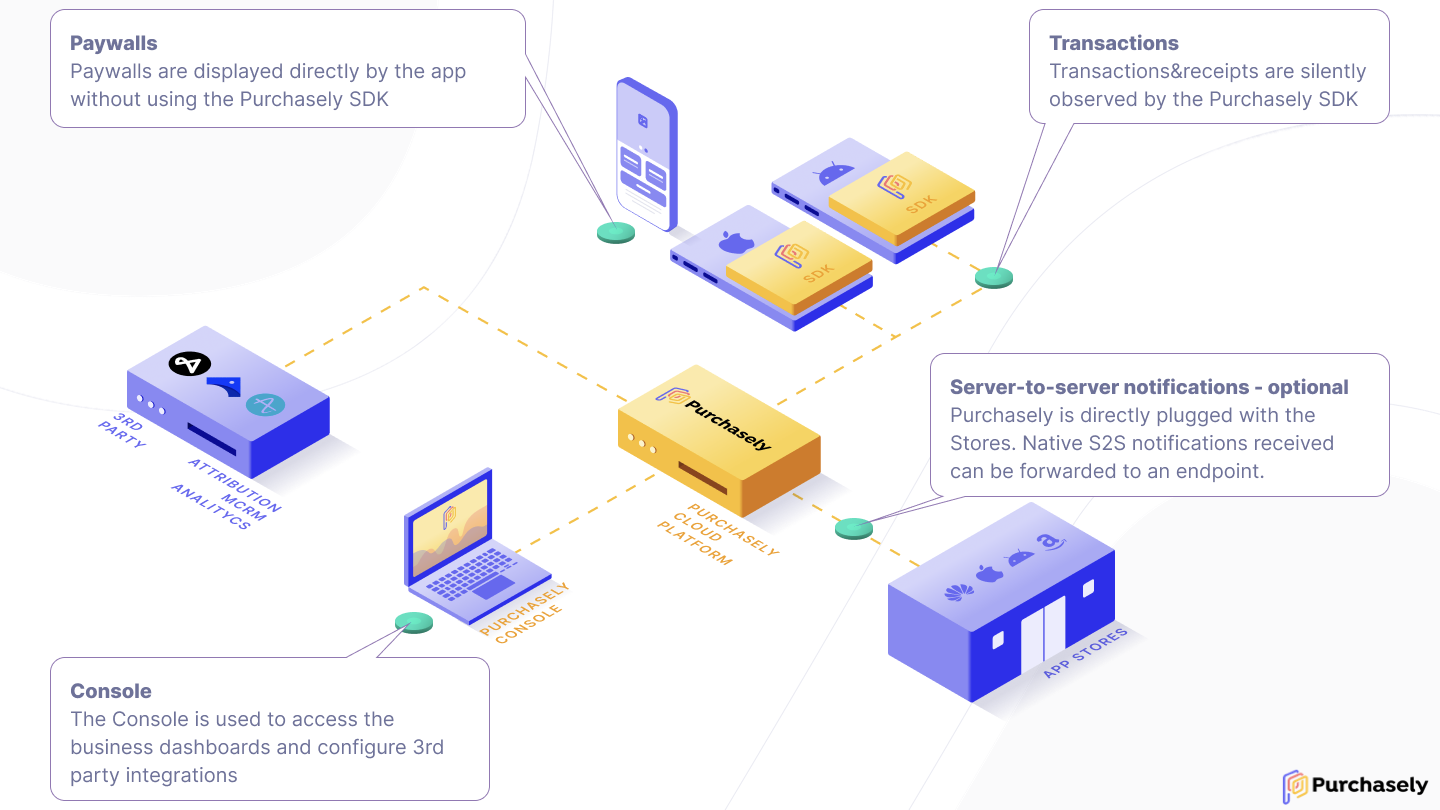 Paywalls
Paywalls are displayed directly by the app
without using the Purchasely SDK
Transactions
Transactions&receipts are silently
observed by the Purchasely SDK
SDK
SDK
3RD
PARTY
ATTRIBUTION
MCRM
ANALITYCS
Purchasely
PURCHASELY
CLOUD
PLATFORM
Server-to-server notifications - optional
Purchasely is directly plugged with the
Stores. Native S2S notifications received
can be forwarded to an endpoint.
PURCHASELY
CONSOLE
a
APP STORES
Console
The Console is used to access the
business dashboards and configure 3rd
party integrations
Purchasely